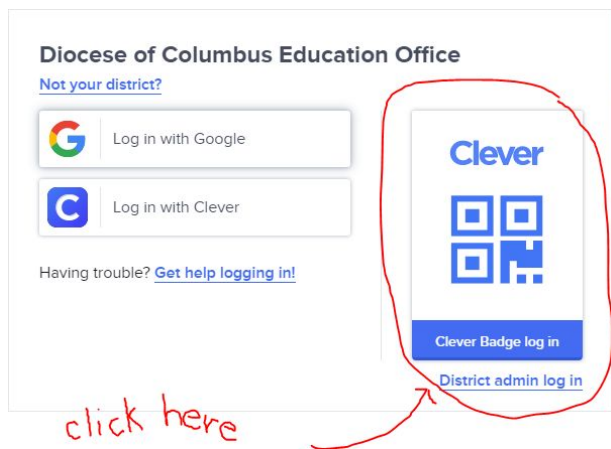 Diocese of Columbus Education Office
Not your district?
Log in with Google
Log in with Clever
Having trouble? Get help logging in!
Clever
Clever Badge log in
District admin log in
click here